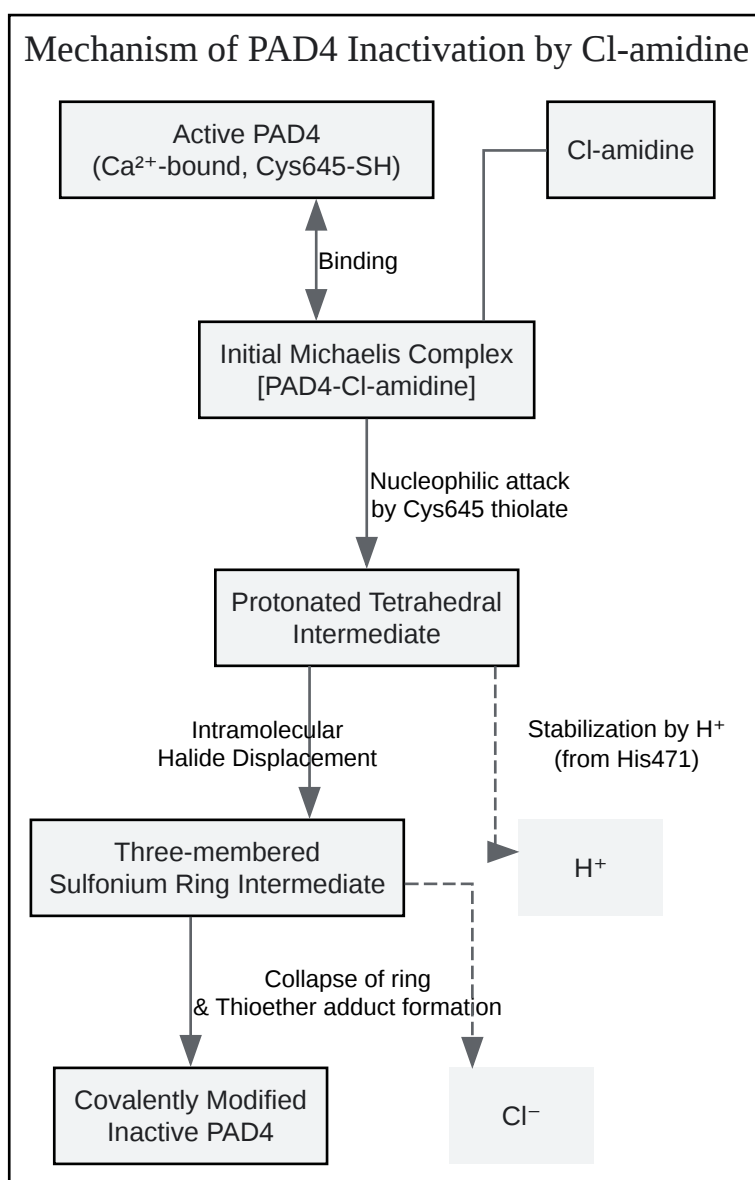 Mechanism of PAD4 Inactivation by Cl-amidine
Active PAD4
(Ca²⁺-bound, Cys645-SH)
Cl-amidine
Binding
Initial Michaelis Complex
[PAD4-Cl-amidine]
Nucleophilic attack
by Cys645 thiolate
Protonated Tetrahedral
Intermediate
Intramolecular
Halide Displacement
Stabilization by H⁺
(from His471)
Three-membered
Sulfonium Ring Intermediate
H⁺
Collapse of ring
& Thioether adduct formation
Covalently Modified
Inactive PAD4
Cl⁻